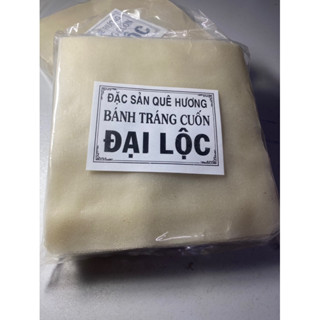 ĐẶC SẢN QUÊ HƯƠNG
BÁNH TRÁNG CUỐN
ĐẠI LỘC